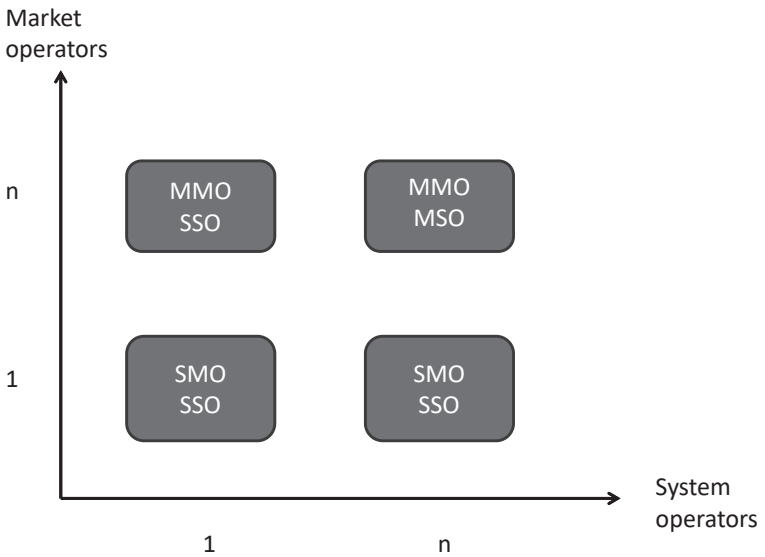 Market
operators
n
MMO
SSO
MMO
MSO
1
SMO
SSO
SMO
SSO
System
operators
1
n